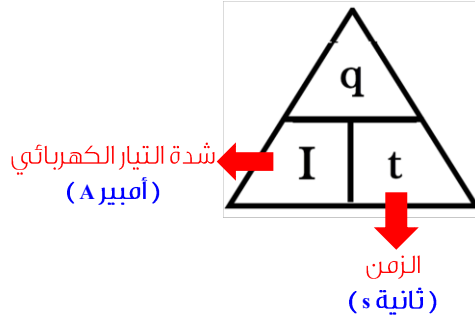 q
I
t
شدة التيار الكهربائي
( أمبير A )
الزمن
( ثانية s )